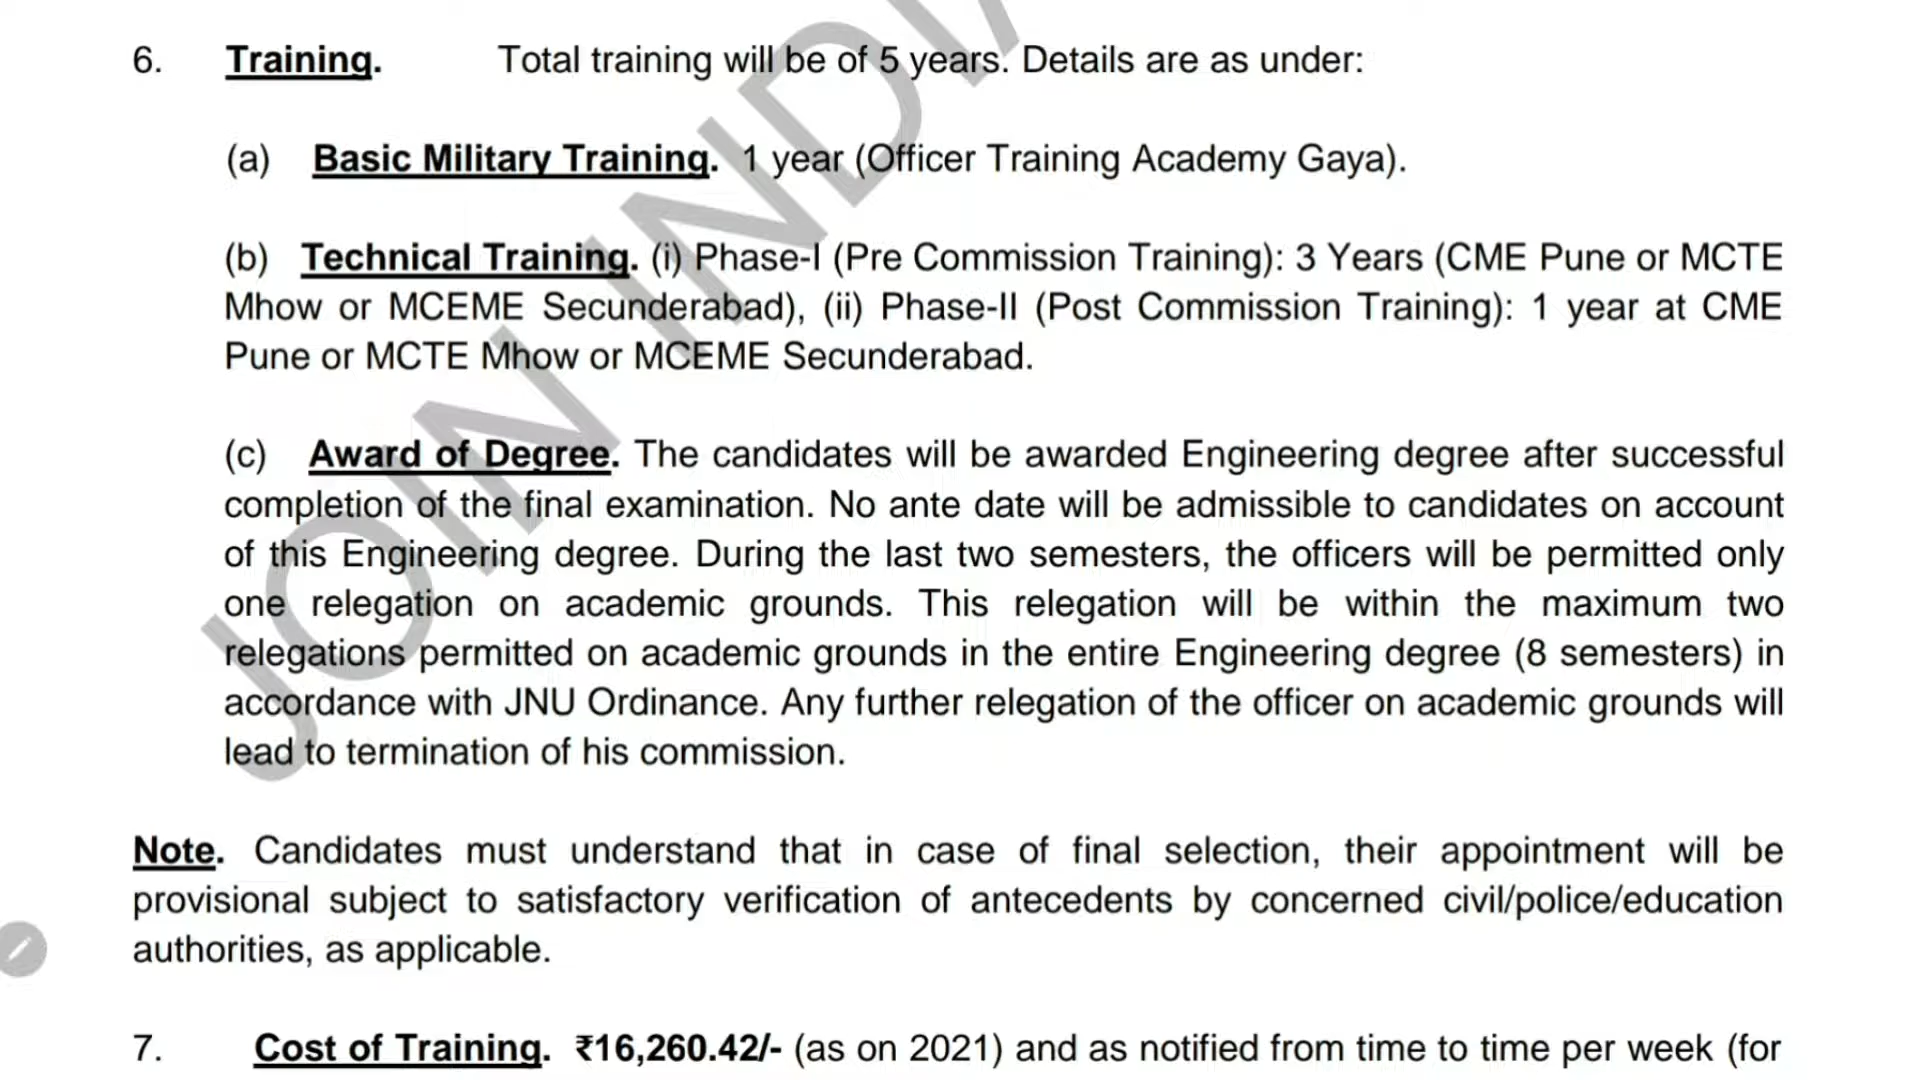 6. Training. Total training will be of 5 years. Details are as under:
(a) Basic Military Training. 1 year (Officer Training Academy Gaya).
(b) Technical Training. (i) Phase-I (Pre Commission Training): 3 Years (CME Pune or MCTE
Mhow or MCEME Secunderabad), (ii) Phase-II (Post Commission Training): 1 year at CME
Pune or MCTE Mhow or MCEME Secunderabad.
(c) Award of Degree. The candidates will be awarded Engineering degree after successful
completion of the final examination. No ante date will be admissible to candidates on account
of this Engineering degree. During the last two semesters, the officers will be permitted only
one relegation on academic grounds. This relegation will be within the maximum two
relegations permitted on academic grounds in the entire Engineering degree (8 semesters) in
accordance with JNU Ordinance. Any further relegation of the officer on academic grounds will
lead to termination of his commission.
Note. Candidates must understand that in case of final selection, their appointment will be
provisional subject to satisfactory verification of antecedents by concerned civil/police/education
authorities, as applicable.
7. Cost of Training. ₹16,260.42/- (as on 2021) and as notified from time to time per week (for
JOIN INDIA